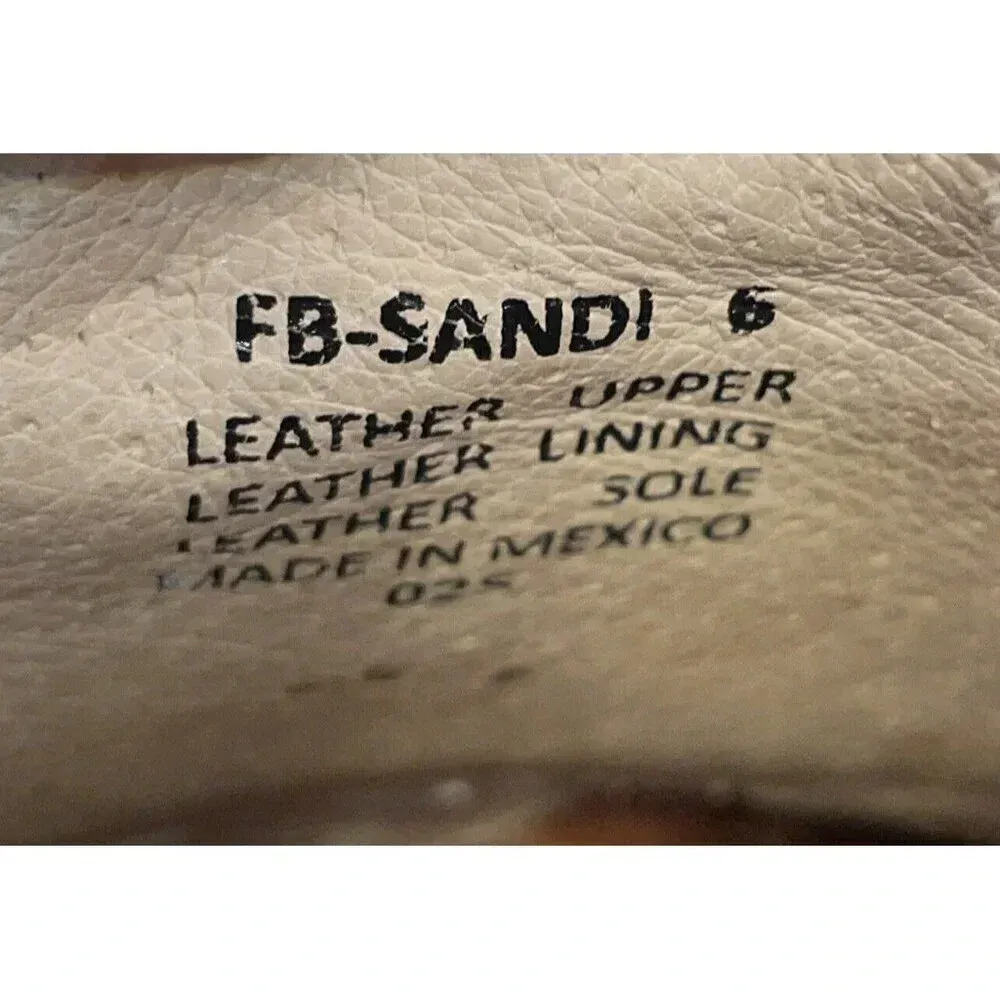 FB-SANDI 6
LEATHER UPPER
LEATHER LINING
LEATHER SOLE
MADE IN MEXICO